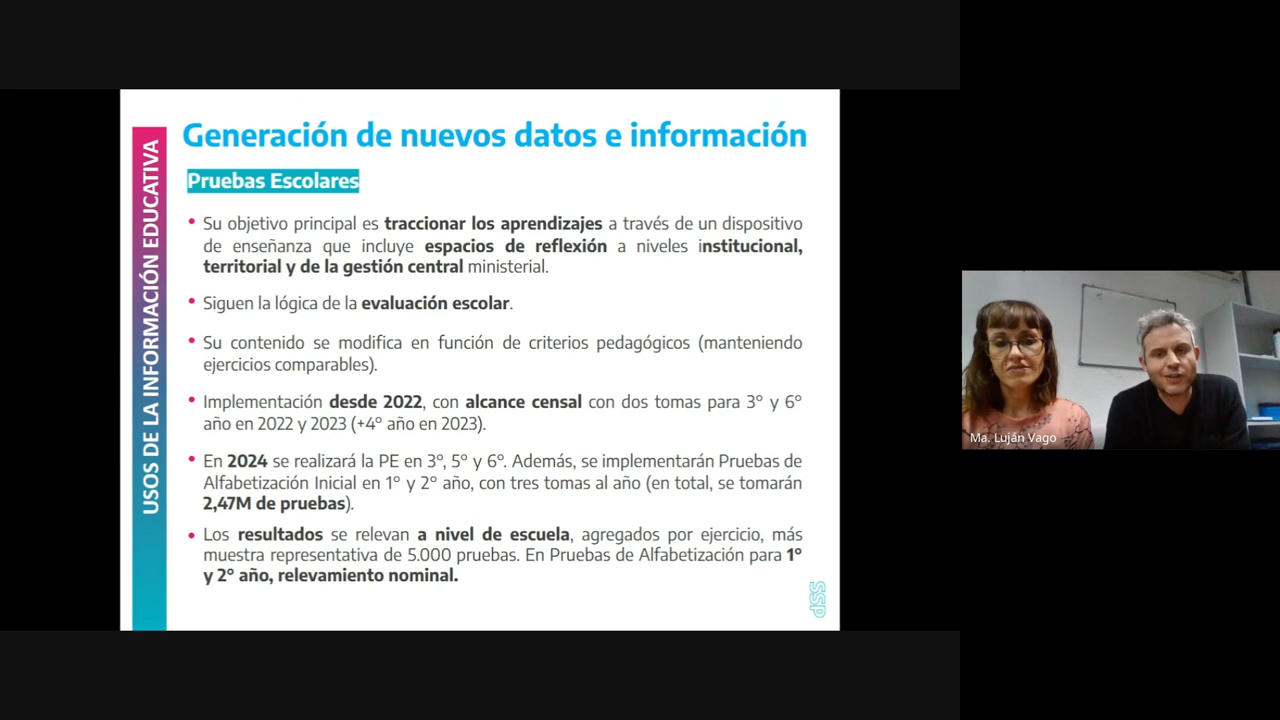 USOS DE LA INFORMACIÓN EDUCATIVA
Generación de nuevos datos e información
Pruebas Escolares
• Su objetivo principal es traccionar los aprendizajes a través de un dispositivo
de enseñanza que incluye espacios de reflexión a niveles institucional,
territorial y de la gestión central ministerial.
• Siguen la lógica de la evaluación escolar.
• Su contenido se modifica en función de criterios pedagógicos (manteniendo
ejercicios comparables).
• Implementación desde 2022, con alcance censal con dos tomas para 3° y 6°
año en 2022 y 2023 (+4° año en 2023).
• En 2024 se realizará la PE en 3°, 5° y 6°. Además, se implementarán Pruebas de
Alfabetización Inicial en 1° y 2° año, con tres tomas al año (en total, se tomarán
2,47M de pruebas).
• Los resultados se relevan a nivel de escuela, agregados por ejercicio, más
muestra representativa de 5.000 pruebas. En Pruebas de Alfabetización para 1°
y 2° año, relevamiento nominal.
dSS
Ma. Luján Vago